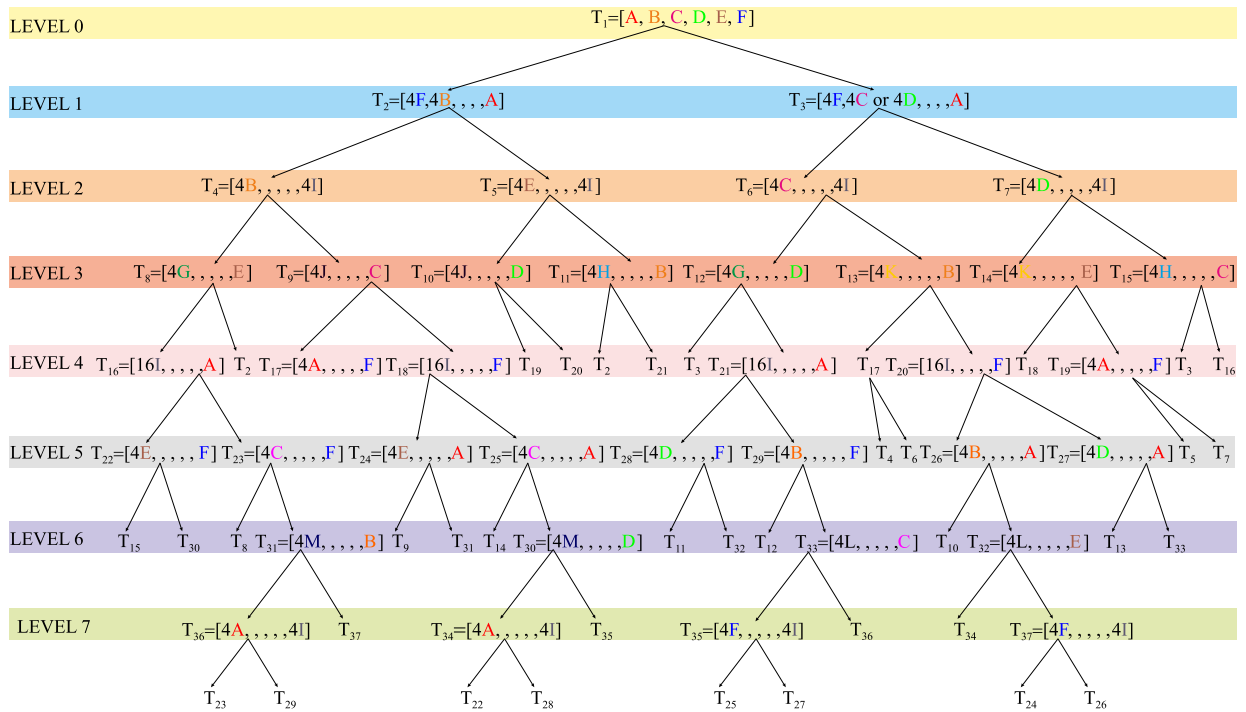 LEVEL 0 T₁=[A, B, C, D, E, F]
LEVEL 1 T₂=[4F,4B, , , ,A] T₃=[4F,4C or 4D, , , ,A]
LEVEL 2 T₄=[4B, , , , ,4I] T₅=[4E, , , , ,4I] T₆=[4C, , , , ,4I] T₇=[4D, , , , ,4I]
LEVEL 3 T₈=[4G, , , , ,E] T₉=[4J, , , , ,C] T₁₀=[4J, , , , ,D] T₁₁=[4H, , , , ,B] T₁₂=[4G, , , , ,D] T₁₃=[4K, , , , ,B] T₁₄=[4K, , , , ,E] T₁₅=[4H, , , , ,C]
LEVEL 4 T₁₆=[16I, , , , ,A] T₂ T₁₇=[4A, , , , ,F] T₁₈=[16I, , , , ,F] T₁₉ T₂₀ T₂ T₂₁ T₃ T₂₁=[16I, , , , ,A] T₁₇ T₂₀=[16I, , , , ,F] T₁₈ T₁₉=[4A, , , , ,F] T₃ T₁₆
LEVEL 5 T₂₂=[4E, , , , ,F] T₂₃=[4C, , , , ,F] T₂₄=[4E, , , , ,A] T₂₅=[4C, , , , ,A] T₂₈=[4D, , , , ,F] T₂₉=[4B, , , , ,F] T₄ T₆ T₂₆=[4B, , , , ,A] T₂₇=[4D, , , , ,A] T₅ T₇
LEVEL 6 T₁₅ T₃₀ T₈ T₃₁=[4M, , , , ,B] T₉ T₃₁ T₁₄ T₃₀=[4M, , , , ,D] T₁₁ T₃₂ T₁₂ T₃₃=[4L, , , , ,C] T₁₀ T₃₂=[4L, , , , ,E] T₁₃ T₃₃
LEVEL 7 T₃₆=[4A, , , , ,4I] T₃₇ T₃₄=[4A, , , , ,4I] T₃₅ T₃₅=[4F, , , , ,4I] T₃₆ T₃₄ T₃₇=[4F, , , , ,4I]
T₂₃ T₂₉ T₂₂ T₂₈ T₂₅ T₂₇ T₂₄ T₂₆